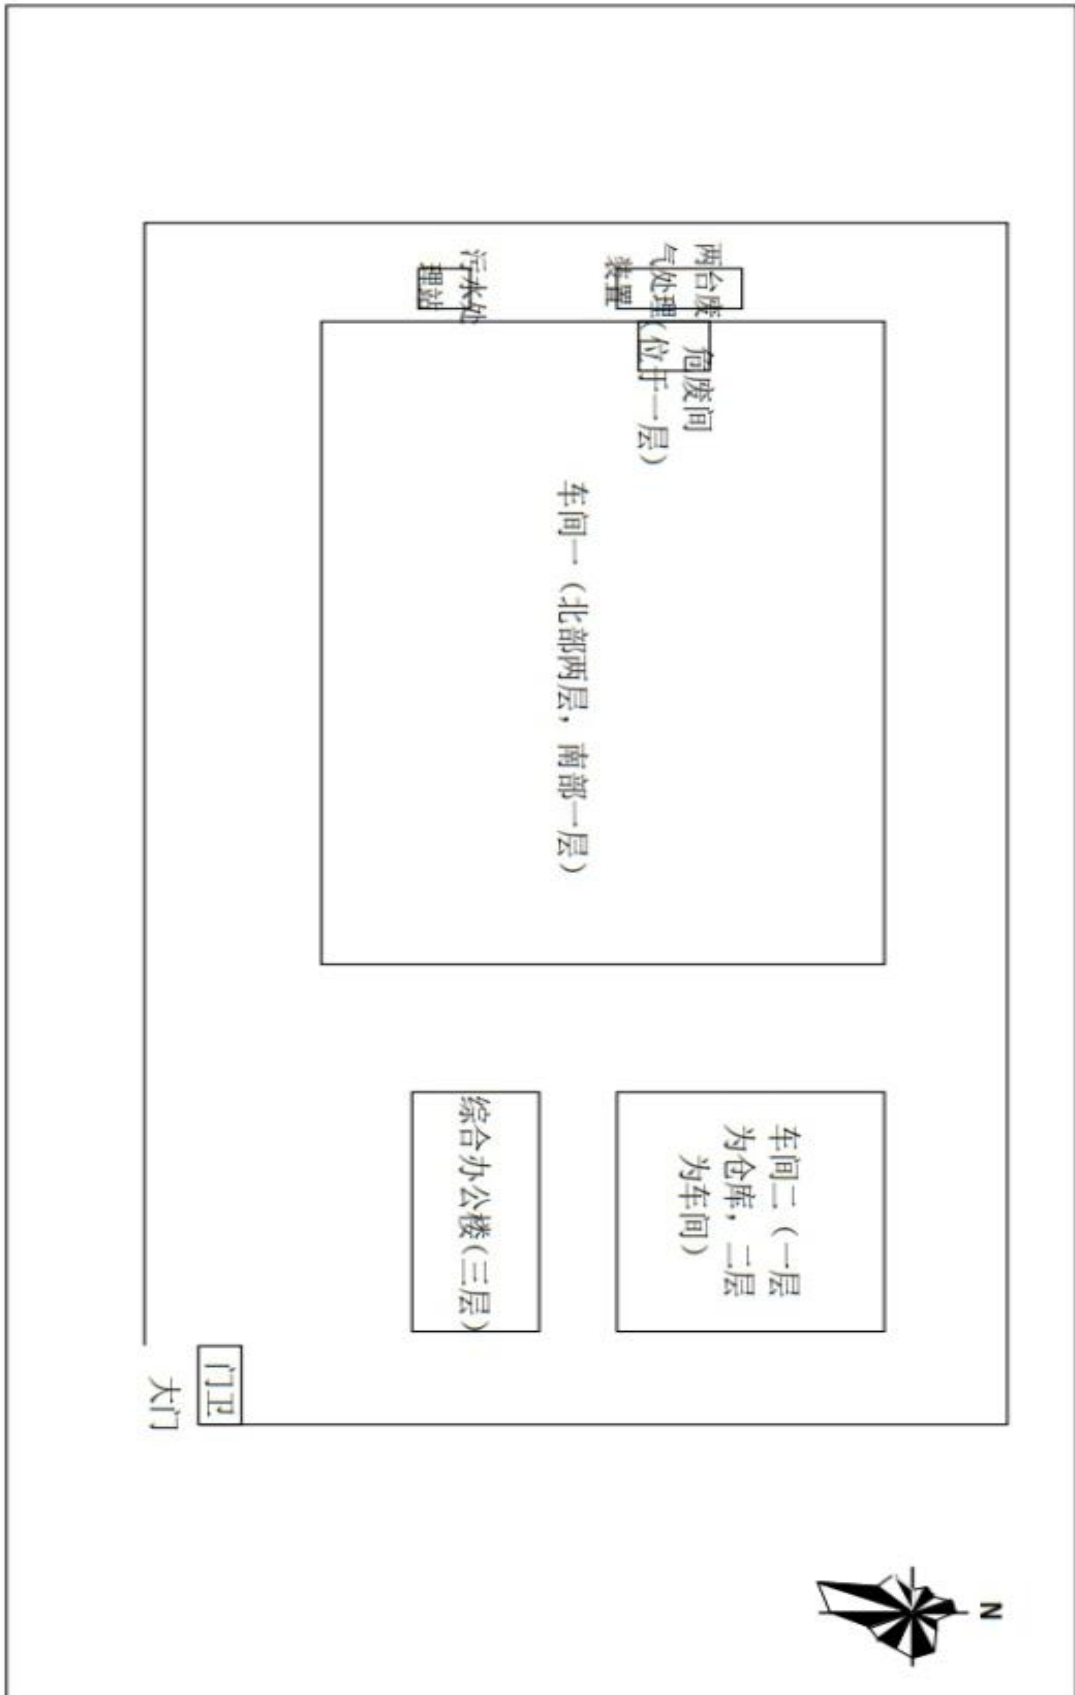 两台废
气处理
装置
污水处
理站
危废间
(位于一层)
车间一（北部两层，南部一层）
车间二（一层
为仓库，二层
为车间）
综合办公楼(三层)
门卫
大门
N